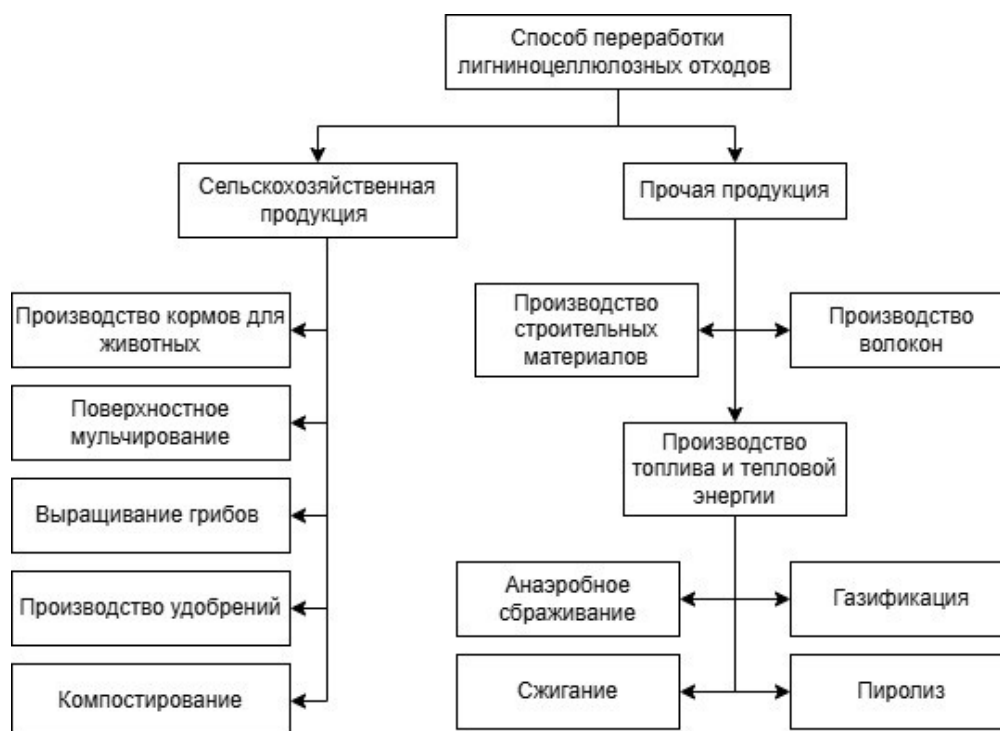 Способ переработки
лигниноцеллюлозных отходов
Сельскохозяйственная
продукция
Прочая продукция
Производство кормов для
животных
Поверхностное
мульчирование
Выращивание грибов
Производство удобрений
Компостирование
Производство
строительных
материалов
Производство
волокон
Производство
топлива и тепловой
энергии
Анаэробное
сбраживание
Газификация
Сжигание
Пиролиз